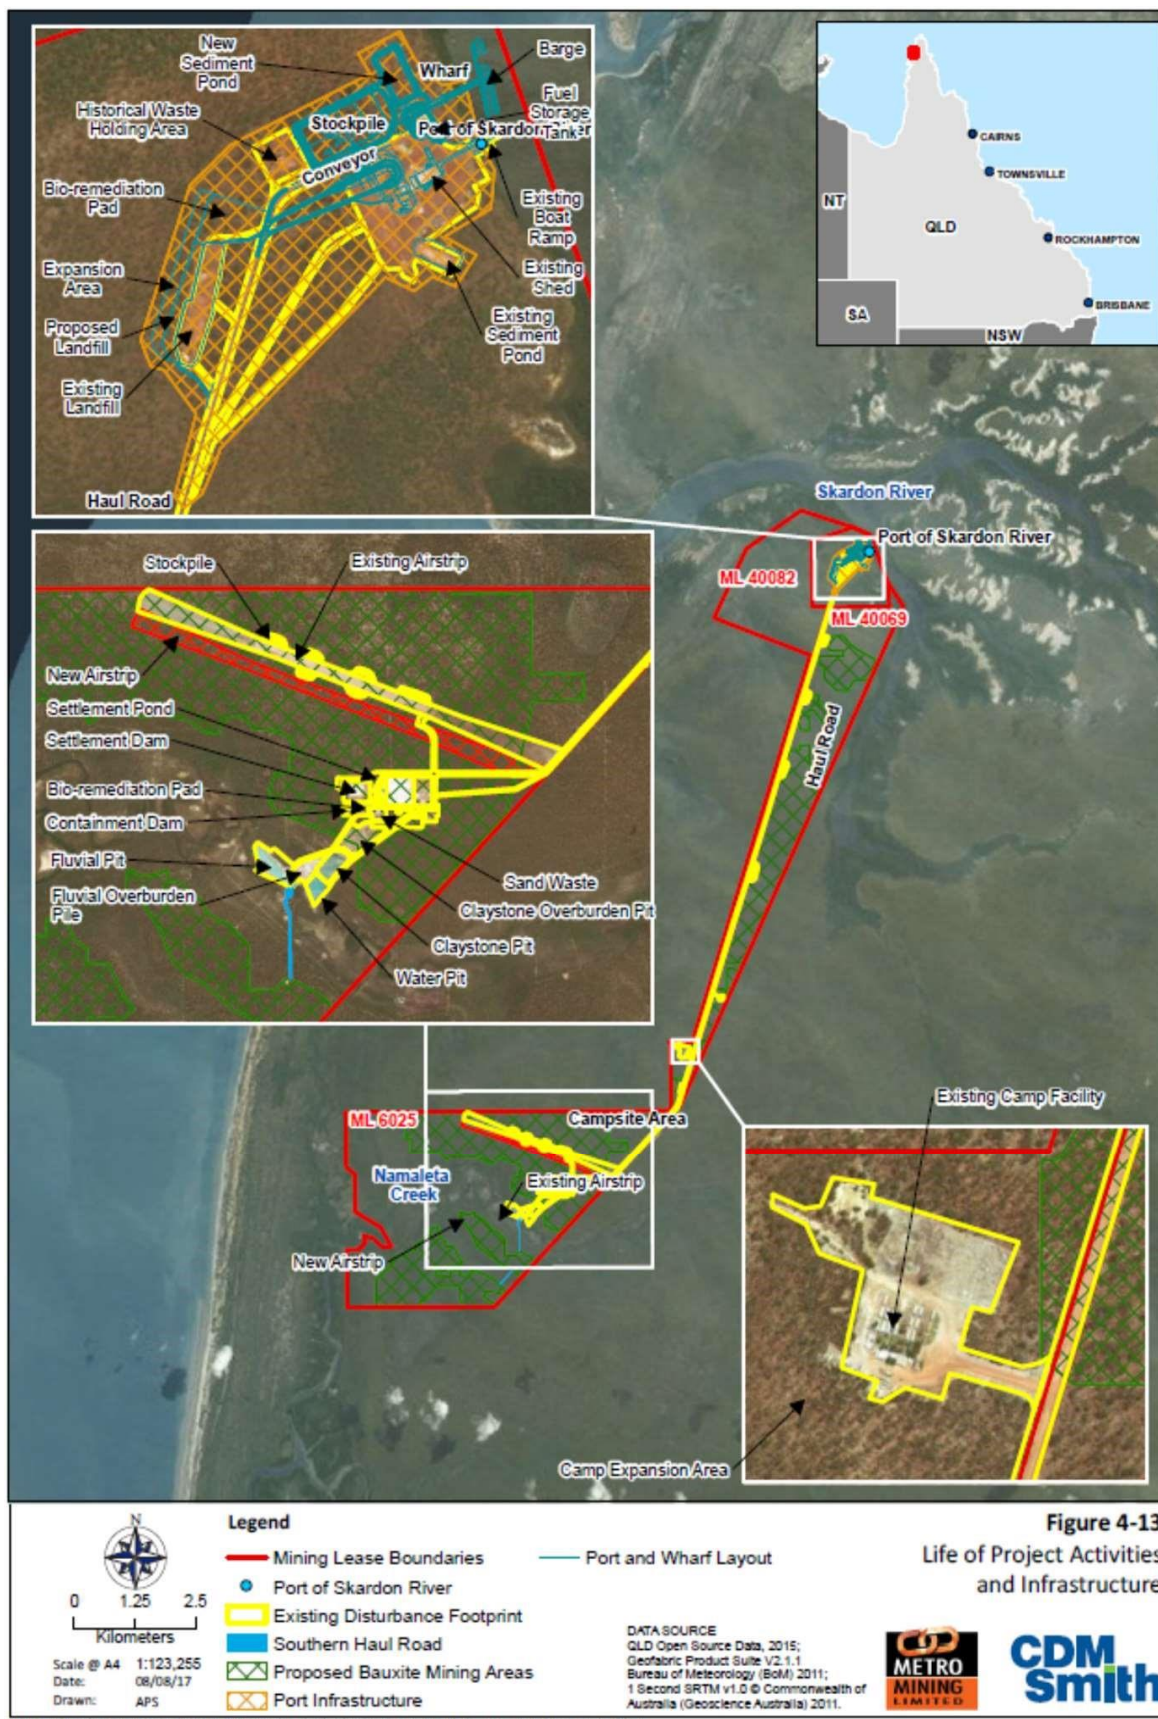 New
Sediment
Pond
Wharf
Barge
Historical Waste
Holding Area
Stockpile
Fuel
Storage
Tank
Port of Skardon River
Conveyor
Bio-remediation
Pad
Existing
Boat
Ramp
Expansion
Area
Existing
Shed
Proposed
Landfill
Existing
Sediment
Pond
Existing
Landfill
Haul Road
CAIRNS
TOWNSVILLE
NT
QLD
ROCKHAMPTON
BRISBANE
SA
NSW
Skardon River
Port of Skardon River
ML 40082
ML 40069
Haul Road
Stockpile
Existing Airstrip
New Airstrip
Settlement Pond
Settlement Dam
Bio-remediation Pad
Containment Dam
Fluvial Pit
Fluvial Overburden
Pile
Sand Waste
Claystone Overburden Pit
Claystone Pit
Water Pit
ML 6025
Campsite Area
Namaleta
Creek
Existing Airstrip
New Airstrip
Existing Camp Facility
Camp Expansion Area
N
0 1.25 2.5
Kilometers
Scale @ A4 1:123,255
Date: 08/08/17
Drawn: APS
Legend
Mining Lease Boundaries
Port of Skardon River
Existing Disturbance Footprint
Southern Haul Road
Proposed Bauxite Mining Areas
Port Infrastructure
Port and Wharf Layout
DATA SOURCE
QLD Open Source Data, 2015;
Geofabric Product Suite V2.1.1
Bureau of Meteorology (BoM) 2011;
1 Second SRTM v1.0 © Commonwealth of
Australia (Geoscience Australia) 2011.
Figure 4-13
Life of Project Activities
and Infrastructure
METRO
MINING
LIMITED
CDM
Smith